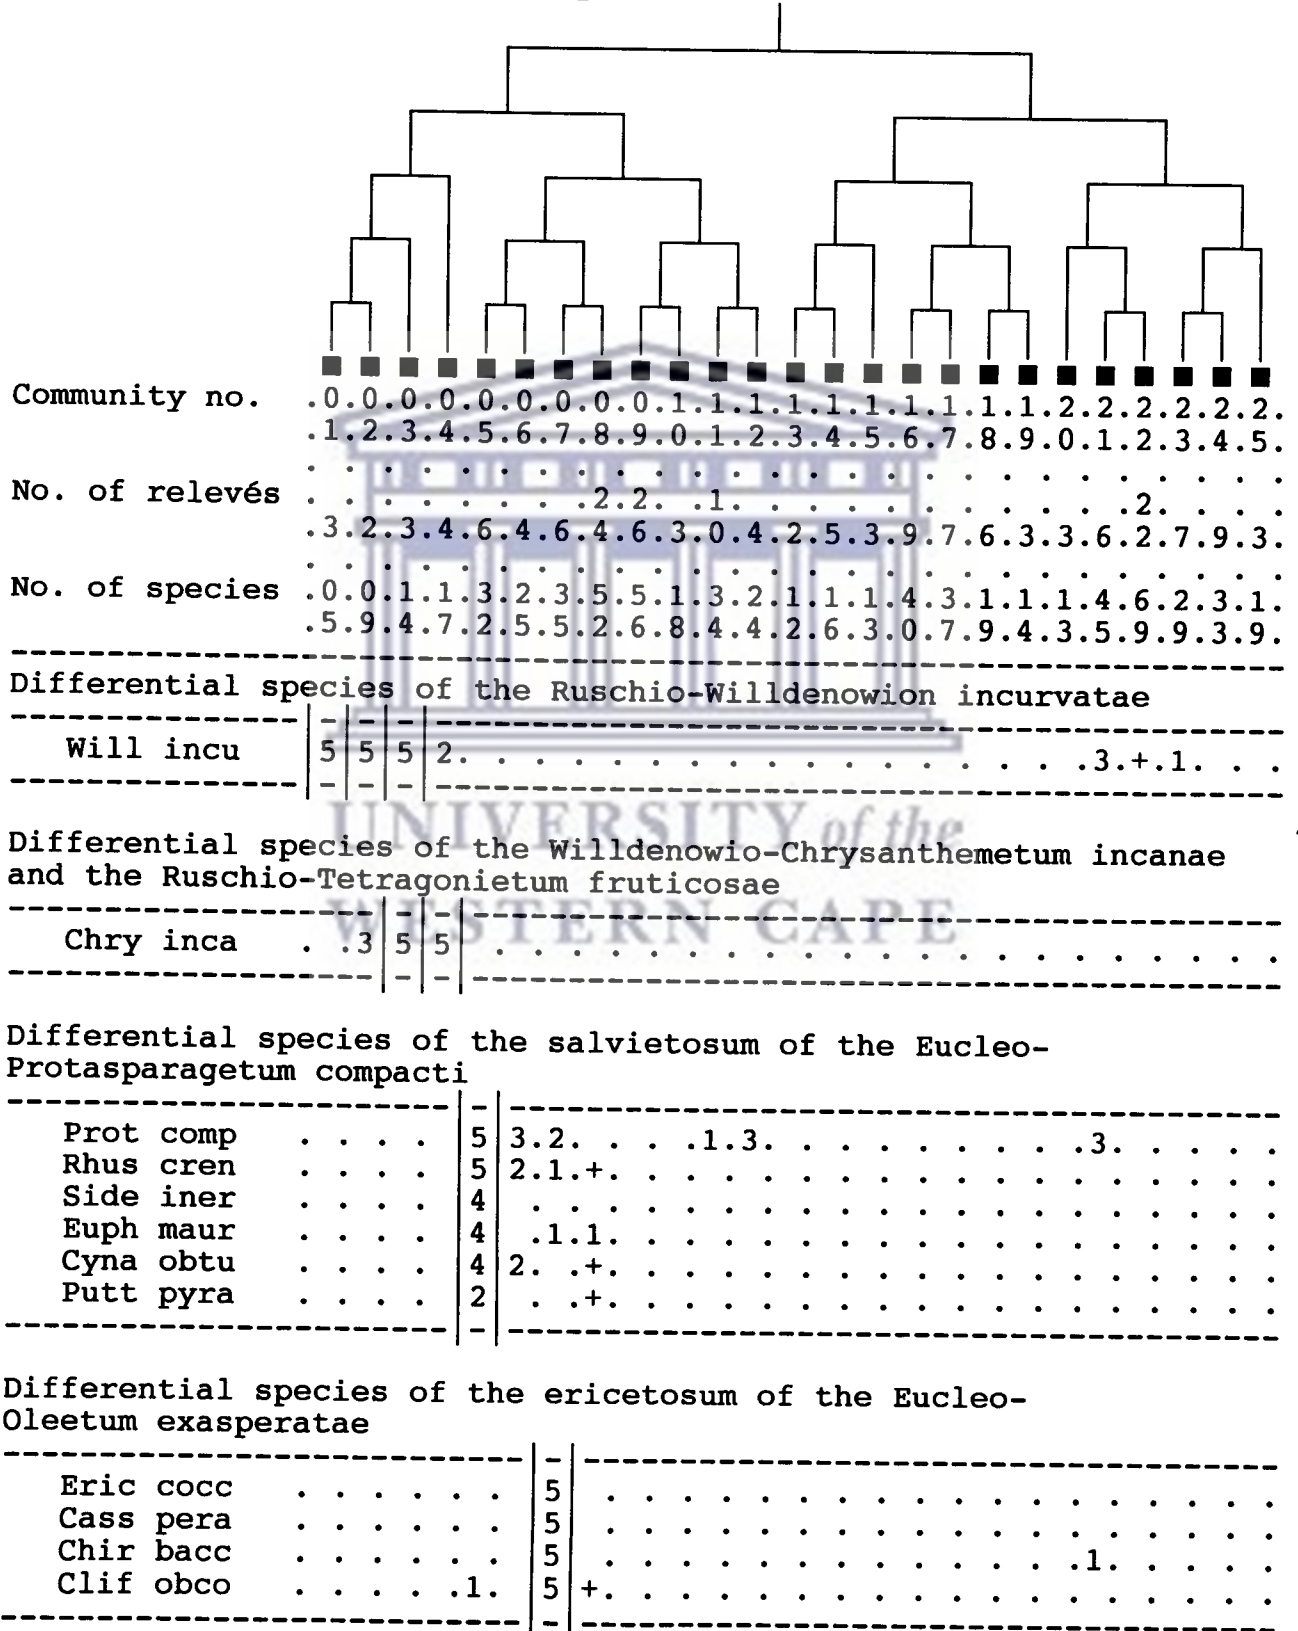 Community no. .0.0.0.0.0.0.0.0.0.1.1.1.1.1.1.1.1.1.1.2.2.2.2.2.2.
.1.2.3.4.5.6.7.8.9.0.1.2.3.4.5.6.7.8.9.0.1.2.3.4.5.
. . . . . . . . . . . . . . . . . . . . . . . . . .
No. of relevés . . . . . . . .2.2. .1. . . . . . . . . . .2. . . .
.3.2.3.4.6.4.6.4.6.3.0.4.2.5.3.9.7.6.3.3.6.2.7.9.3.
. . . . . . . . . . . . . . . . . . . . . . . . . .
No. of species .0.0.1.1.3.2.3.5.5.1.3.2.1.1.1.4.3.1.1.1.4.6.2.3.1.
.5.9.4.7.2.5.5.2.6.8.4.4.2.6.3.0.7.9.4.3.5.9.9.3.9.
Differential species of the Ruschio-Willdenowion incurvatae
Will incu |5|5|5|2. . . . . . . . . . . . . . . . .3.+.1. . .
UNIVERSITY of the
Differential species of the Willdenowio-Chrysanthemetum incanae
and the Ruschio-Tetragonietum fruticosae
WESTERN CAPE
Chry inca . .3|5|5| . . . . . . . . . . . . . . . . . . . . .
Differential species of the salvietosum of the Eucleo-
Protasparagetum compacti
Prot comp . . . . |5|3.2. . . .1.3. . . . . . . . .3. . . . .
Rhus cren . . . . |5|2.1.+. . . . . . . . . . . . . . . . . .
Side iner . . . . |4| . . . . . . . . . . . . . . . . . . . .
Euph maur . . . . |4| .1.1. . . . . . . . . . . . . . . . . .
Cyna obtu . . . . |4|2. .+. . . . . . . . . . . . . . . . . .
Putt pyra . . . . |2| . .+. . . . . . . . . . . . . . . . . .
Differential species of the ericetosum of the Eucleo-
Oleetum exasperatae
Eric cocc . . . . . . |5| . . . . . . . . . . . . . . . . . .
Cass pera . . . . . . |5| . . . . . . . . . . . . . . . . . .
Chir bacc . . . . . . |5| . . . . . . . . . . . . .1. . . . .
Clif obco . . . . .1. |5|+. . . . . . . . . . . . . . . . . .